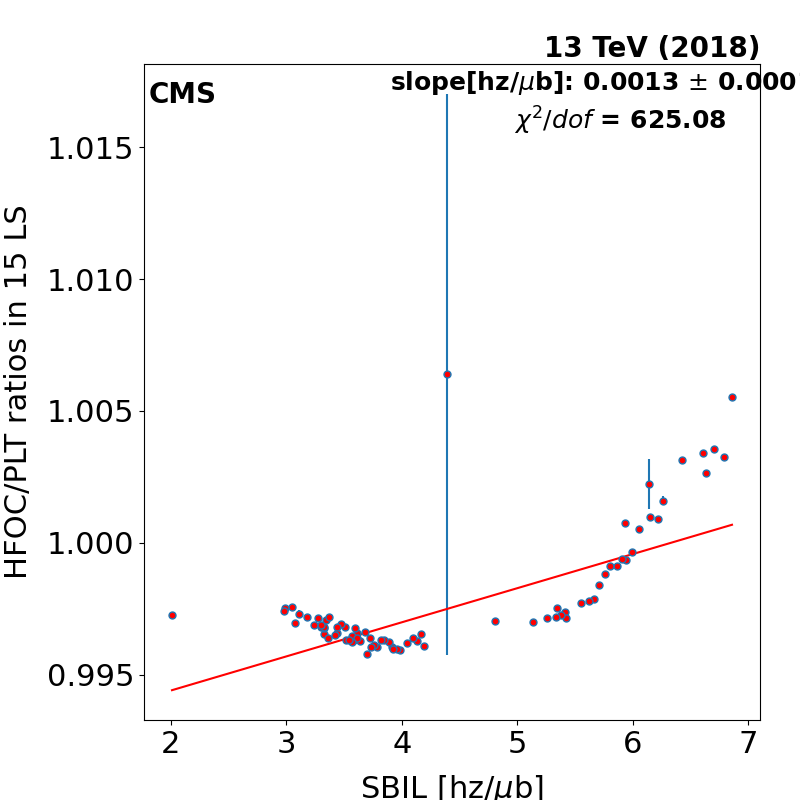 13 TeV (2018)
CMS
slope[hz/μb]: 0.0013 ± 0.000
χ²/dof = 625.08
HFOC/PLT ratios in 15 LS
1.015
1.010
1.005
1.000
0.995
2 3 4 5 6 7
SBIL [hz/μb]